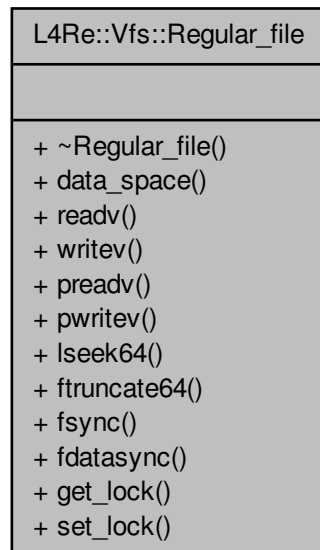 L4Re::Vfs::Regular_file
+ ~Regular_file()
+ data_space()
+ readv()
+ writev()
+ preadv()
+ pwritev()
+ lseek64()
+ ftruncate64()
+ fsync()
+ fdatasync()
+ get_lock()
+ set_lock()